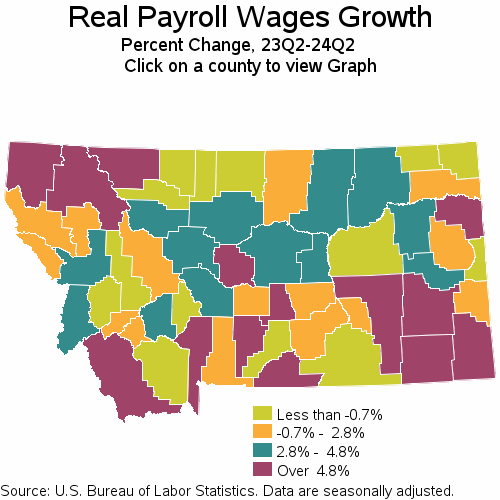 Real Payroll Wages Growth
Percent Change, 23Q2-24Q2
Click on a county to view Graph
Less than -0.7%
-0.7% - 2.8%
2.8% - 4.8%
Over 4.8%
Source: U.S. Bureau of Labor Statistics. Data are seasonally adjusted.